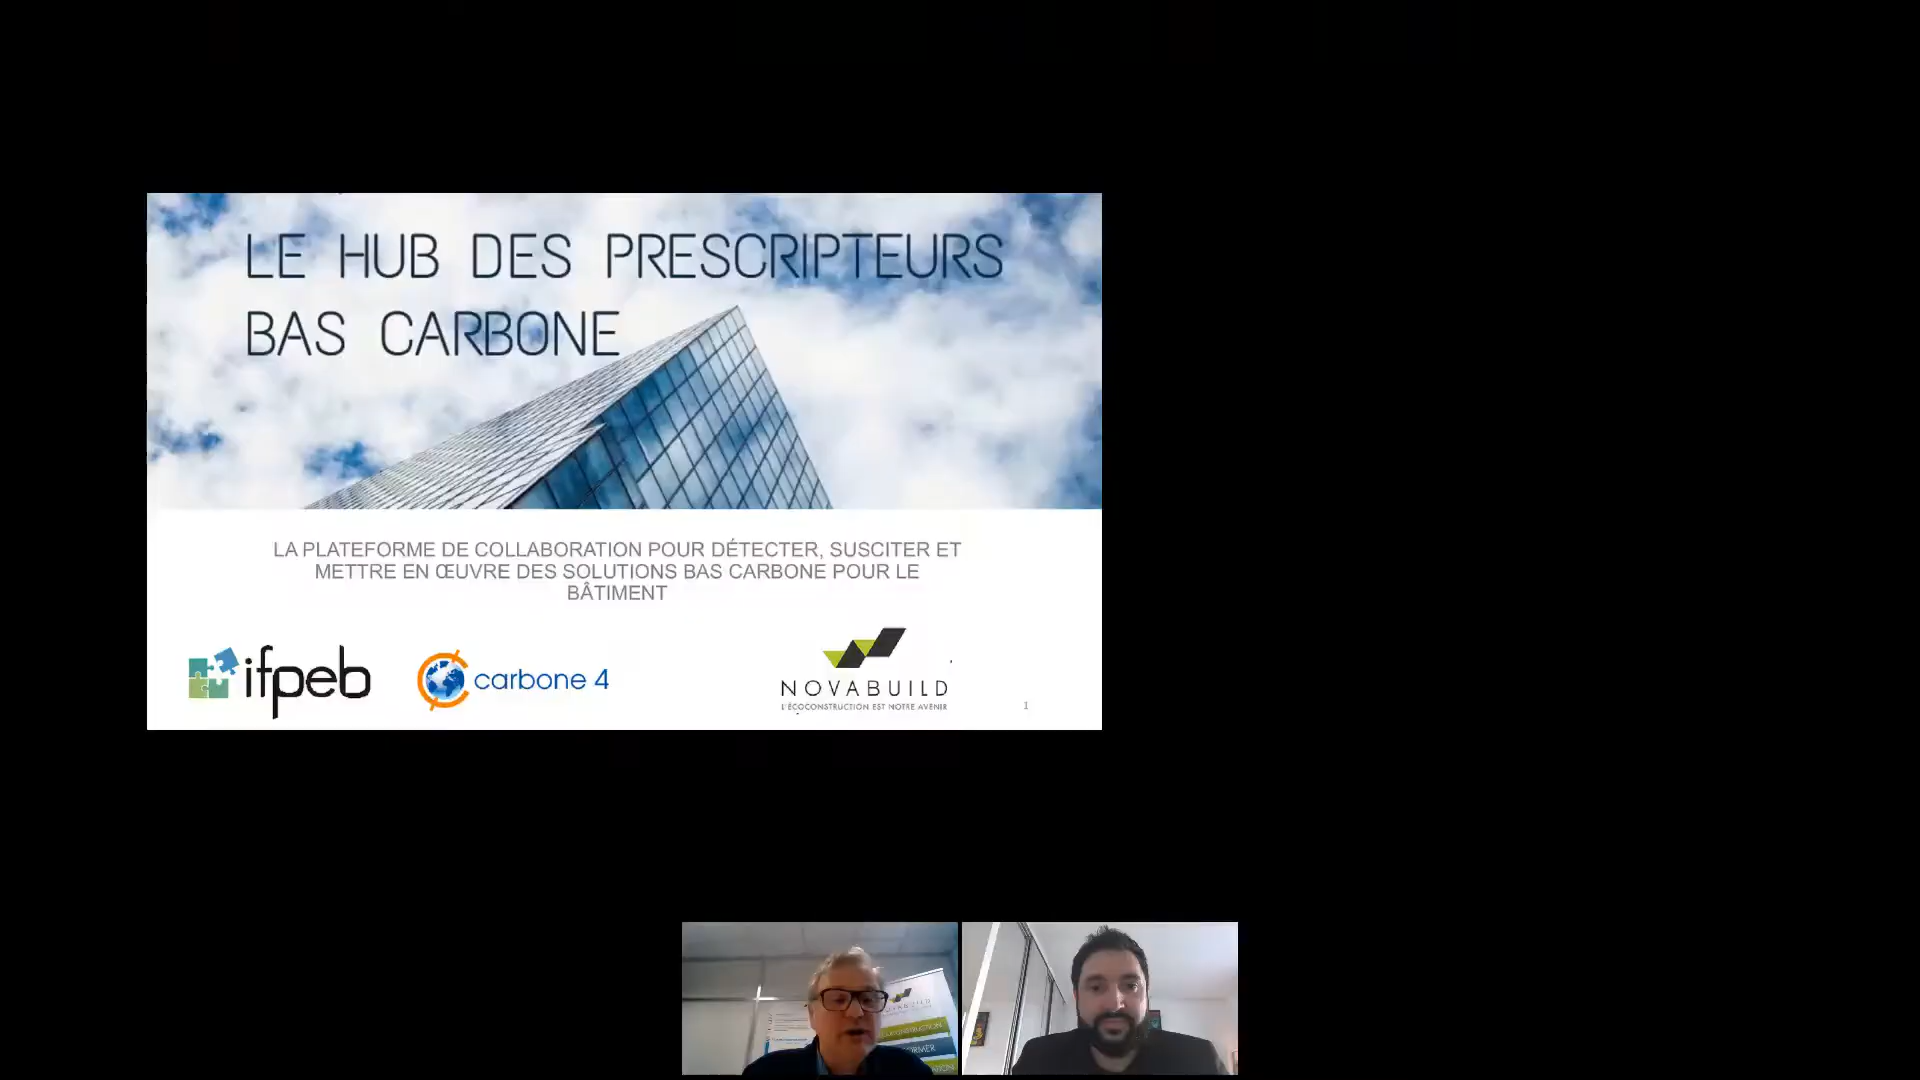 LE HUB DES PRESCRIPTEURS
BAS CARBONE
LA PLATEFORME DE COLLABORATION POUR DÉTECTER, SUSCITER ET
METTRE EN ŒUVRE DES SOLUTIONS BAS CARBONE POUR LE
BÂTIMENT
ifpeb
carbone 4
NOVABUILD
L'ÉCOCONSTRUCTION EST NOTRE AVENIR
1